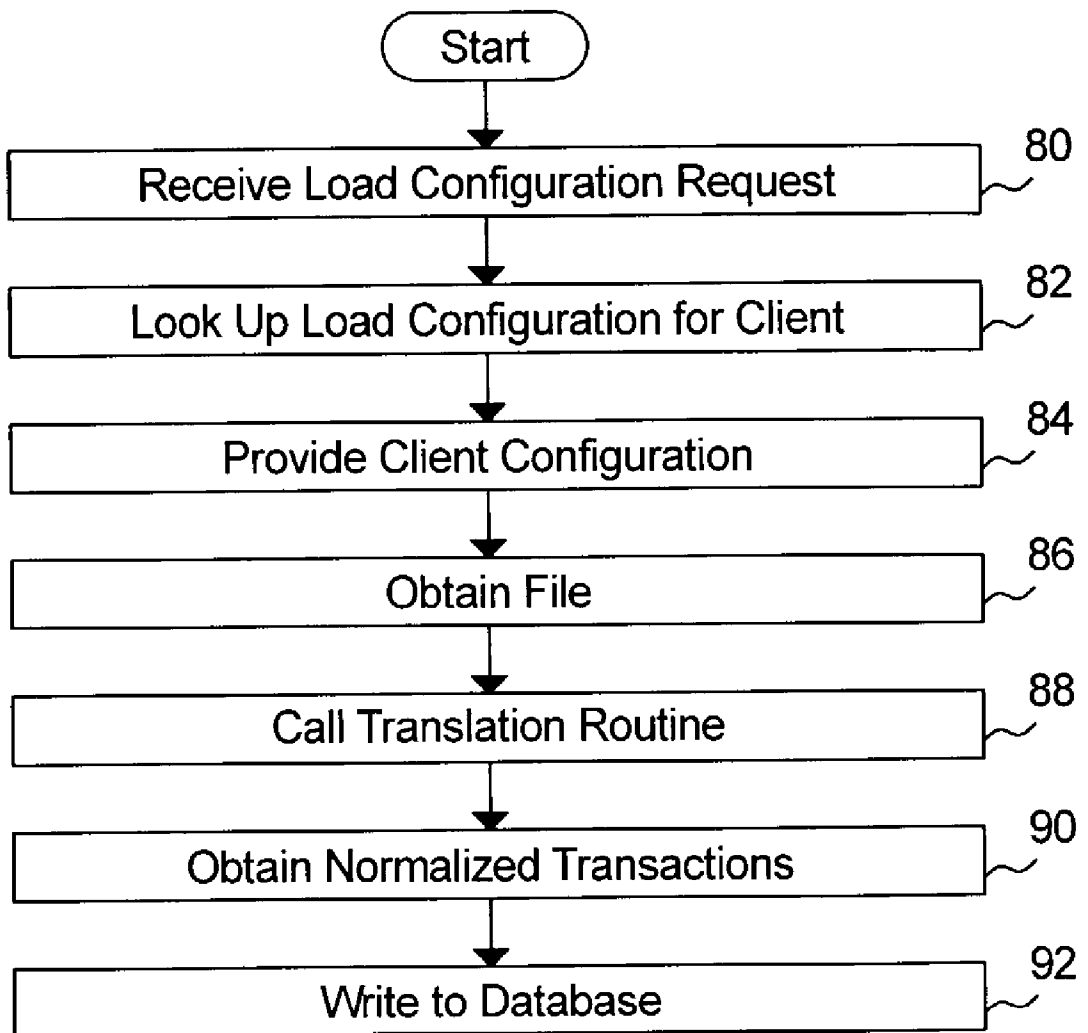 Start
80
Receive Load Configuration Request
82
Look Up Load Configuration for Client
84
Provide Client Configuration
86
Obtain File
88
Call Translation Routine
90
Obtain Normalized Transactions
92
Write to Database